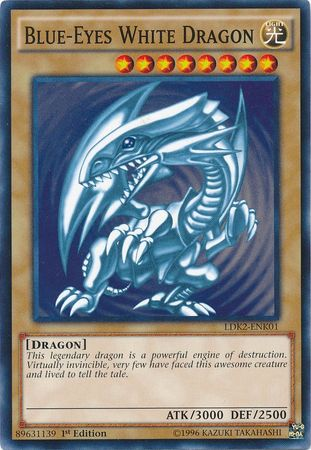 BLUE-EYES WHITE DRAGON
LIGHT
光
LDK2-ENK01
[DRAGON]
This legendary dragon is a powerful engine of destruction.
Virtually invincible, very few have faced this awesome creature
and lived to tell the tale.
ATK/3000 DEF/2500
89631139 1st Edition ©1996 KAZUKI TAKAHASHI